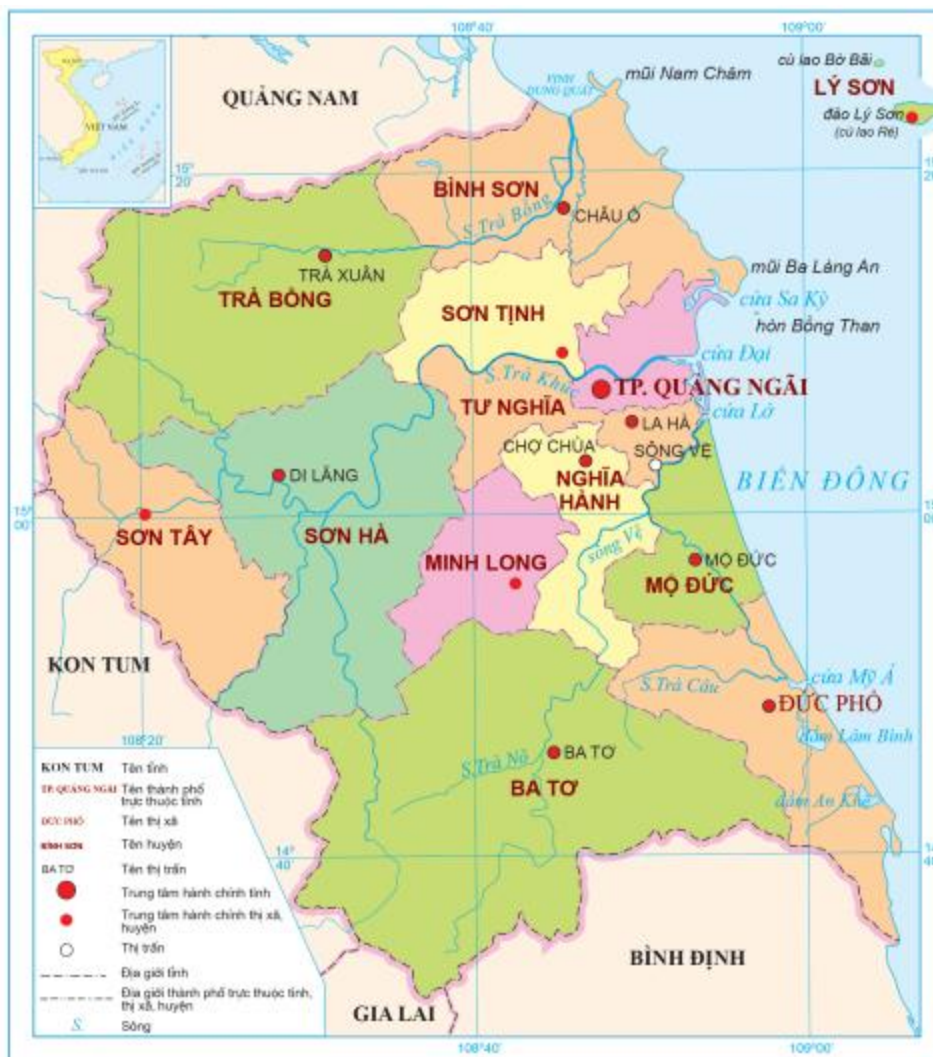 108° 40'
109° 00'
HÀ NỘI
VIỆT NAM
QUẢNG NAM
VỊNH
DUNG QUẤT
mũi Nam Châm
cù lao Bờ Bãi
LÝ SƠN
đảo Lý Sơn
(cù lao Ré)
15°
20'
BÌNH SƠN
S.Trà Bồng
CHÂU Ổ
TRÀ XUÂN
TRÀ BỒNG
SƠN TỊNH
mũi Ba Làng An
cửa Sa Kỳ
hòn Bồng Than
cửa Đại
S.Trà Khúc
TP. QUẢNG NGÃI
TƯ NGHĨA
LA HÀ
cửa Lở
CHỢ CHÙA
SÔNG VỆ
DI LĂNG
NGHĨA
HÀNH
BIỂN ĐÔNG
15°
00'
SƠN TÂY
SƠN HÀ
sông Vệ
MINH LONG
MỘ ĐỨC
MỘ ĐỨC
KON TUM
cửa Mỹ Á
S.Trà Câu
ĐỨC PHỔ
108° 20'
đầm Lâm Bình
S.Trà Nô
BA TƠ
BA TƠ
đầm An Khê
14°
40'
BÌNH ĐỊNH
GIA LAI
KON TUM Tên tỉnh
TP. QUẢNG NGÃI Tên thành phố
trực thuộc tỉnh
ĐỨC PHỔ Tên thị xã
BÌNH SƠN Tên huyện
BA TƠ Tên thị trấn
Trung tâm hành chính tỉnh
Trung tâm hành chính thị xã,
huyện
Thị trấn
Địa giới tỉnh
Địa giới thành phố trực thuộc tỉnh,
thị xã, huyện
S. Sông
108° 40'
109° 00'